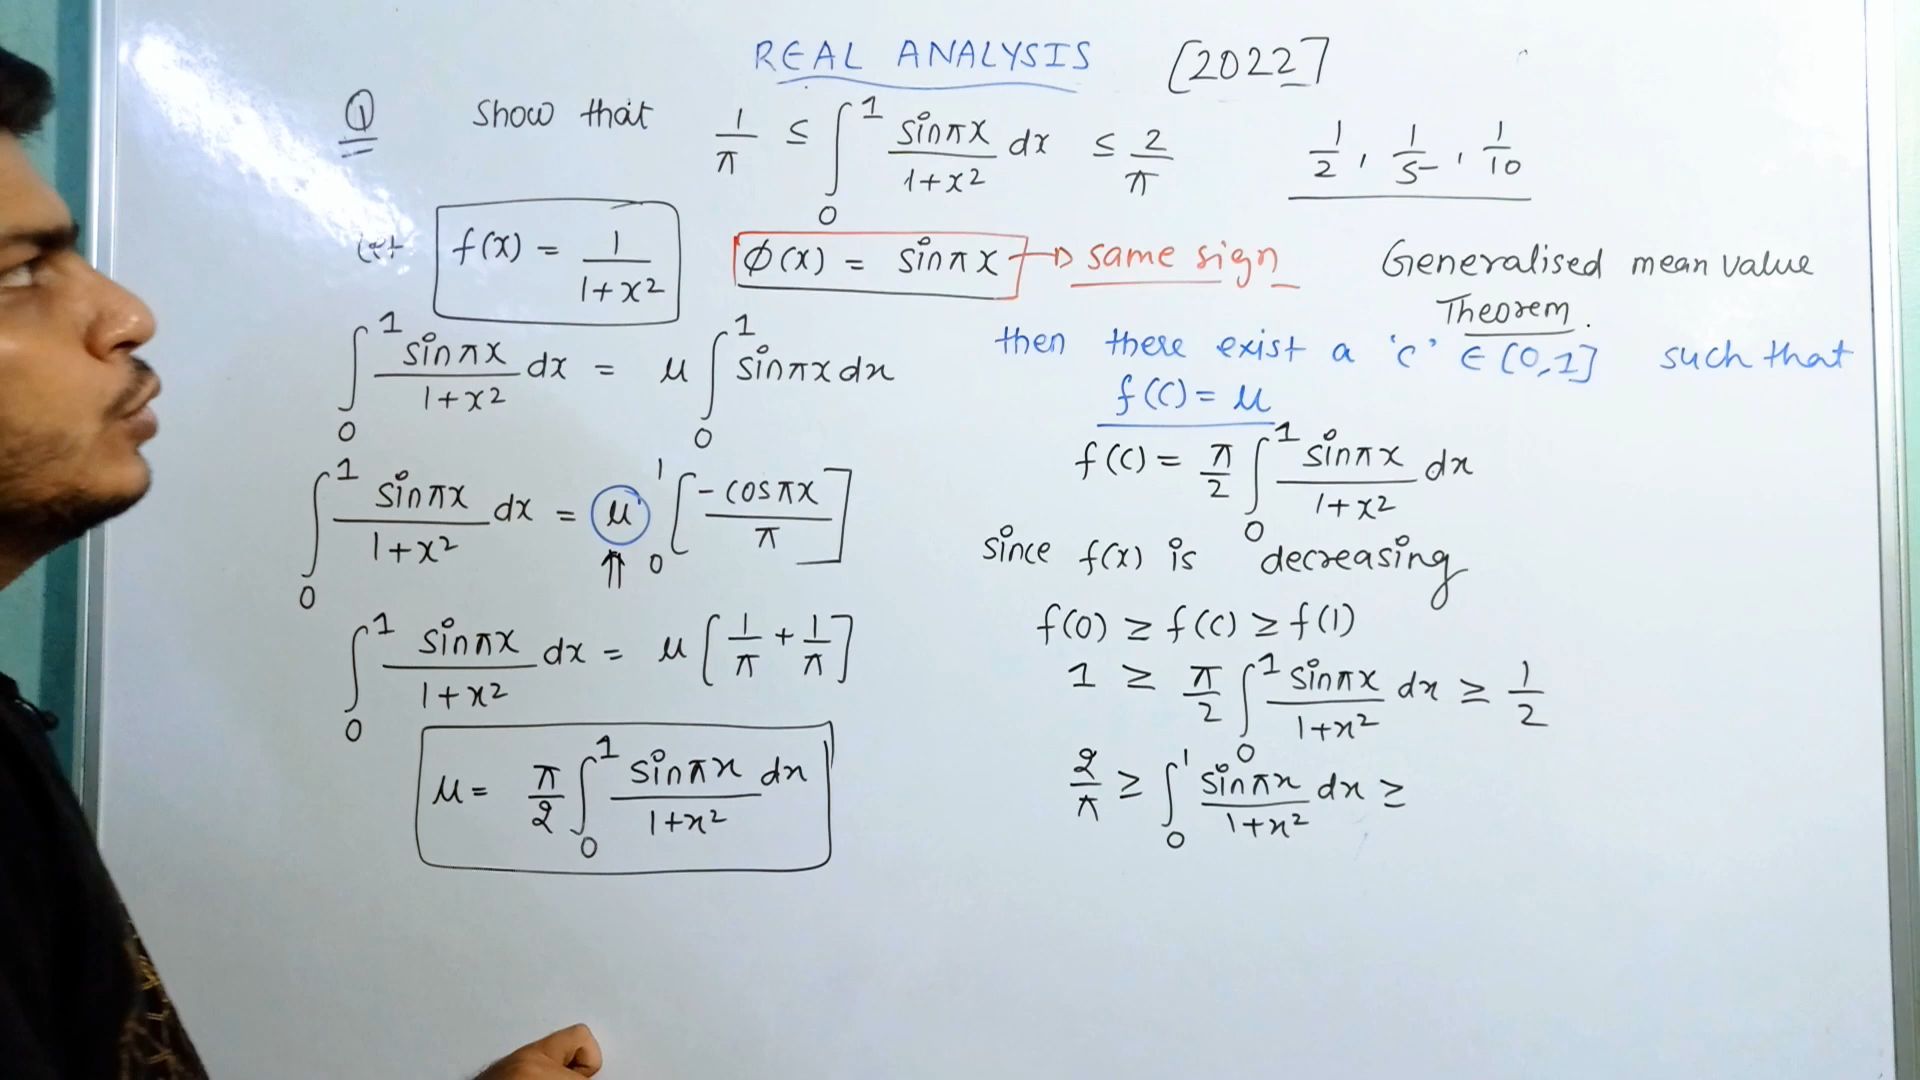 REAL ANALYSIS [2022]
① Show that 1/π ≤ ∫₀¹ sinπx/(1+x²) dx ≤ 2/π
1/2, 1/5, 1/10
let f(x) = 1/(1+x²) φ(x) = sinπx → same sign
Generalised mean value
Theorem.
∫₀¹ sinπx/(1+x²) dx = μ ∫₀¹ sinπx dx
∫₀¹ sinπx/(1+x²) dx = μ ₀¹[-cosπx/π]
⇑
∫₀¹ sinπx/(1+x²) dx = μ [1/π + 1/π]
μ = π/2 ∫₀¹ sinπx/(1+x²) dx
then there exist a 'c' ∈ [0,1] such that
f(c) = μ
f(c) = π/2 ∫₀¹ sinπx/(1+x²) dx
since f(x) is decreasing
f(0) ≥ f(c) ≥ f(1)
1 ≥ π/2 ∫₀¹ sinπx/(1+x²) dx ≥ 1/2
2/π ≥ ∫₀¹ sinπx/(1+x²) dx ≥